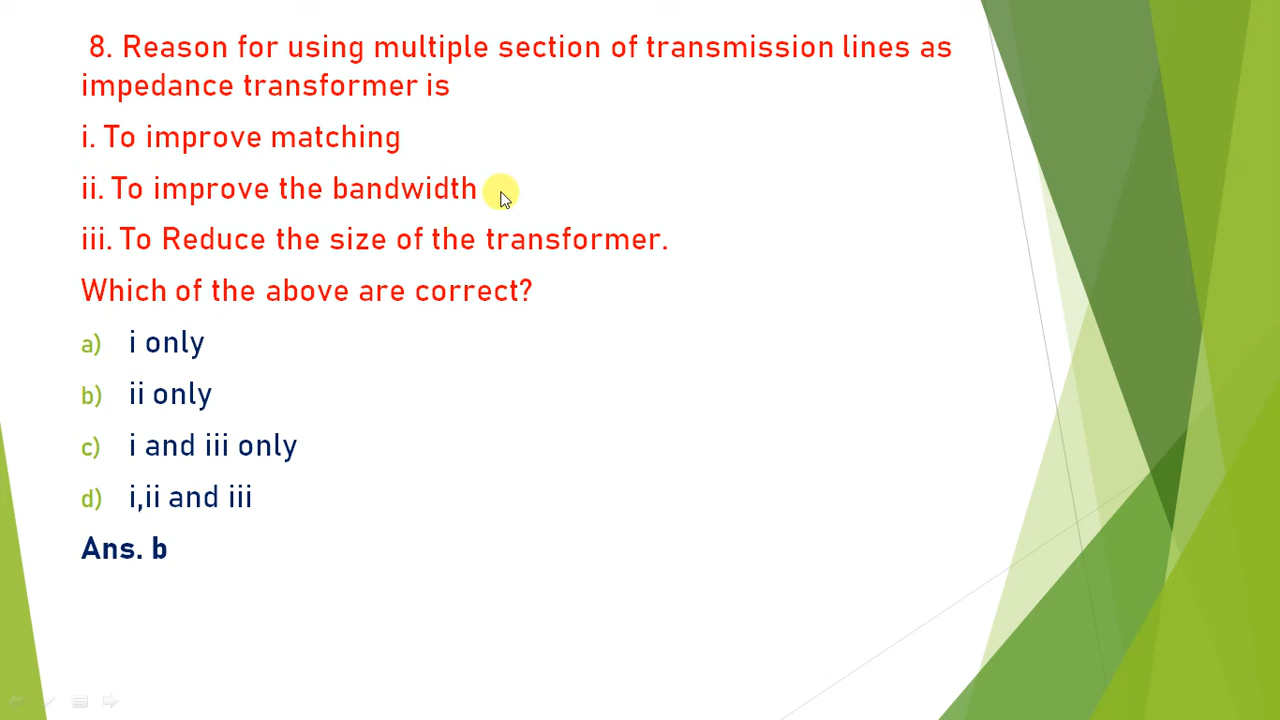 8. Reason for using multiple section of transmission lines as
impedance transformer is
i. To improve matching
ii. To improve the bandwidth
iii. To Reduce the size of the transformer.
Which of the above are correct?
a) i only
b) ii only
c) i and iii only
d) i,ii and iii
Ans. b